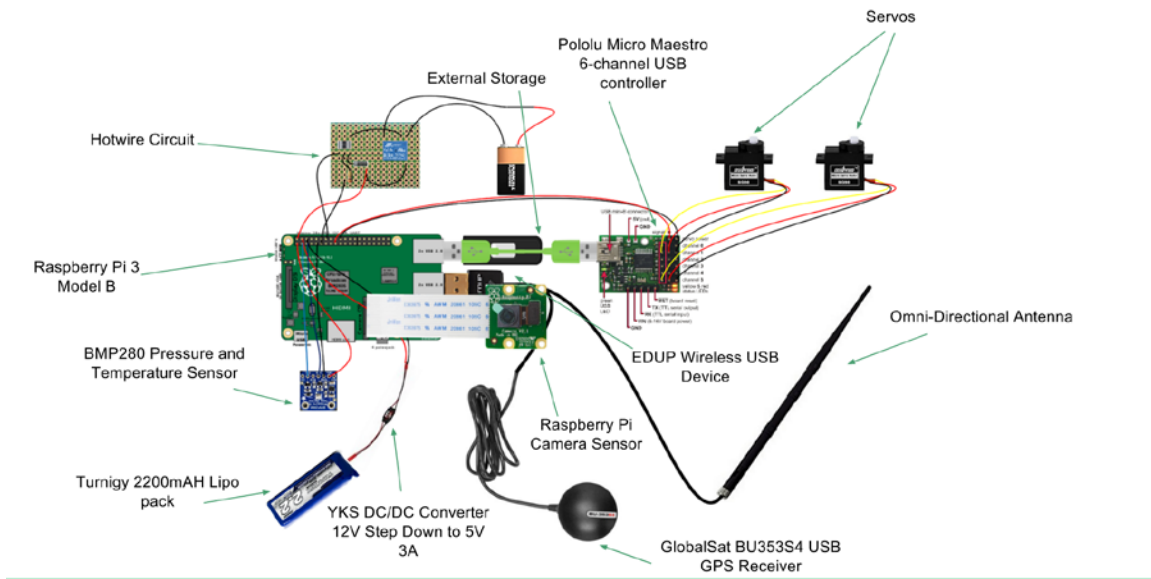 Servos
Pololu Micro Maestro
6-channel USB
controller
External Storage
Hotwire Circuit
Raspberry Pi 3
Model B
BMP280 Pressure and
Temperature Sensor
Omni-Directional Antenna
EDUP Wireless USB
Device
Raspberry Pi
Camera Sensor
Turnigy 2200mAH Lipo
pack
YKS DC/DC Converter
12V Step Down to 5V
3A
GlobalSat BU353S4 USB
GPS Receiver